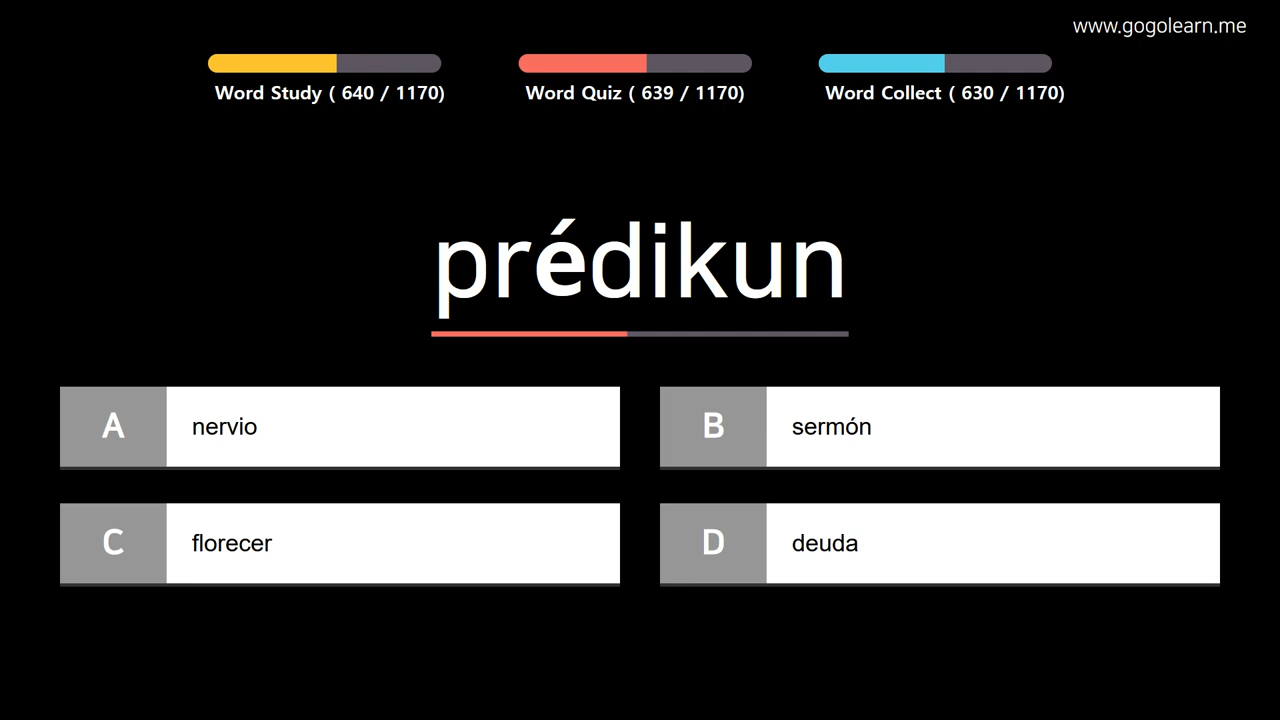 www.gogolearn.me
Word Study ( 640 / 1170)
Word Quiz ( 639 / 1170)
Word Collect ( 630 / 1170)
prédikun
A nervio
B sermón
C florecer
D deuda